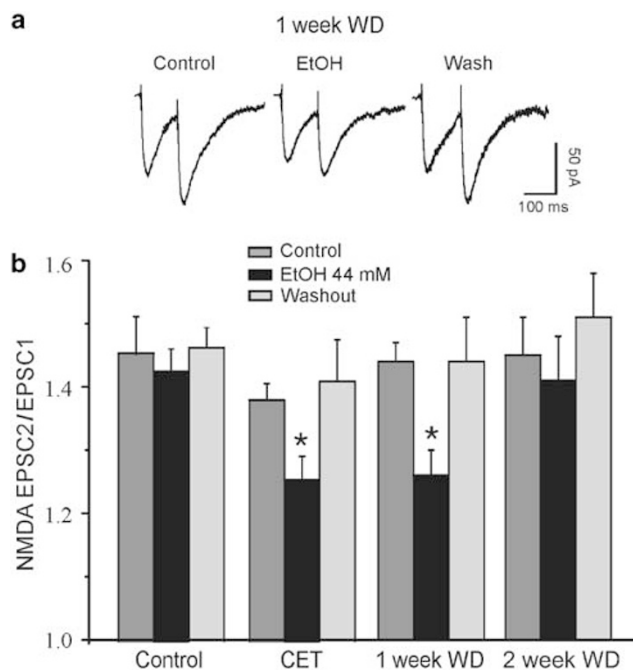 a
1 week WD
Control EtOH Wash
50 pA
100 ms
b
Control
EtOH 44 mM
Washout
NMDA EPSC2/EPSC1
1.6
1.4
1.2
1.0
* *
Control CET 1 week WD 2 week WD